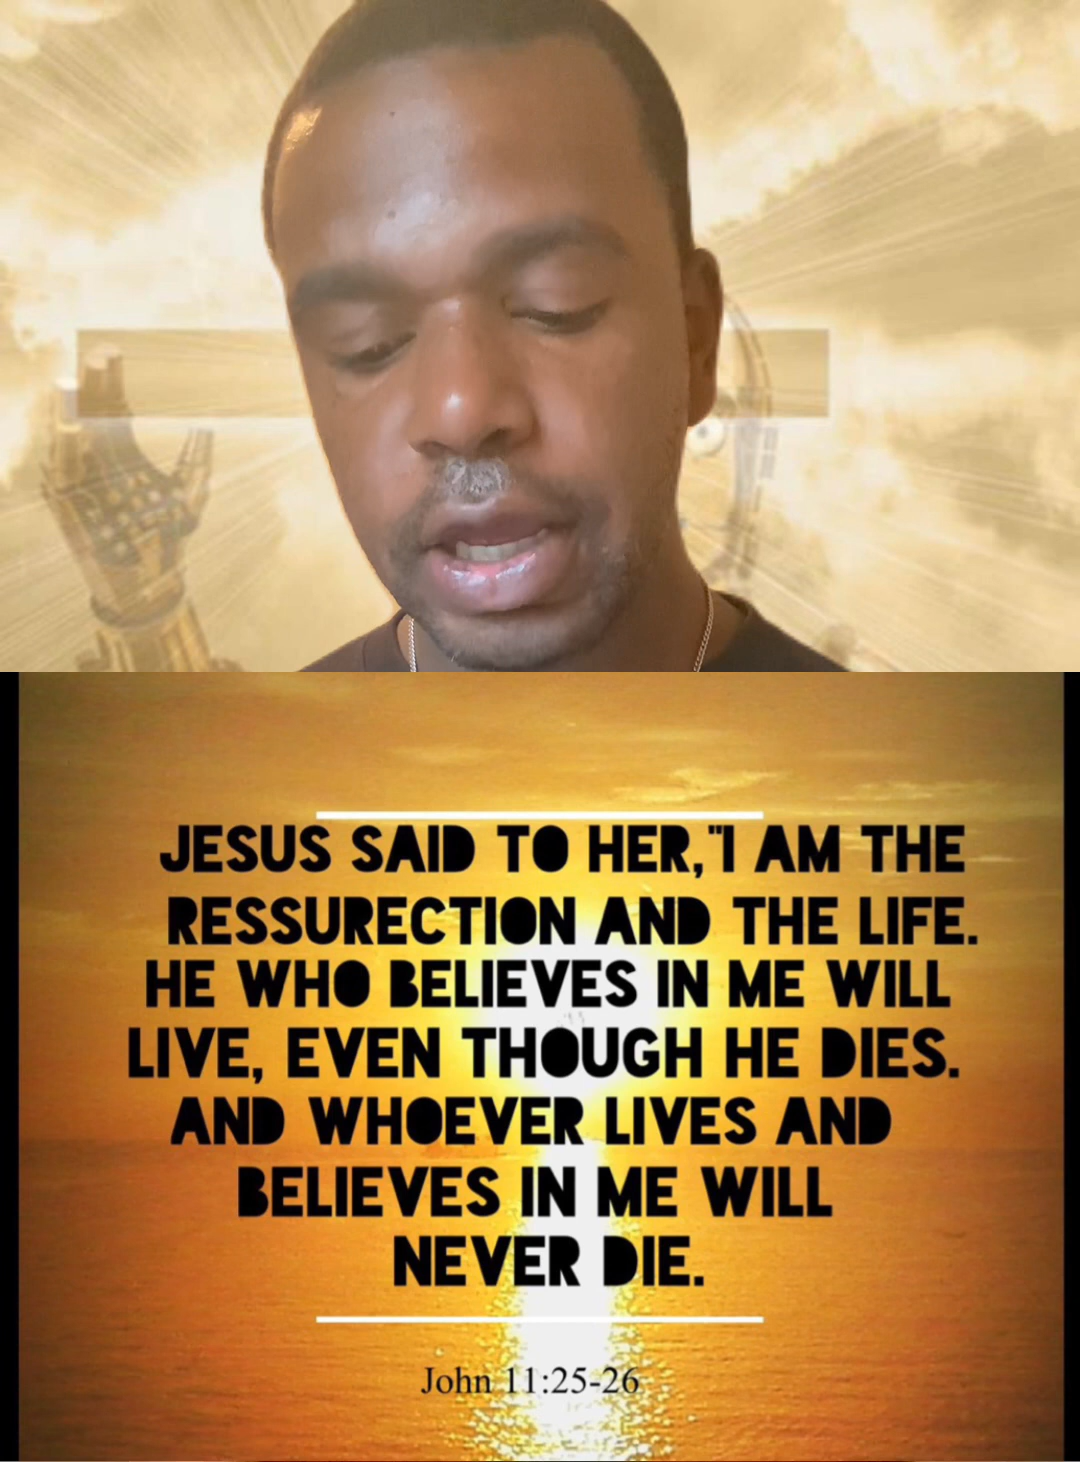 JESUS SAID TO HER,"I AM THE
RESSURECTION AND THE LIFE.
HE WHO BELIEVES IN ME WILL
LIVE, EVEN THOUGH HE DIES.
AND WHOEVER LIVES AND
BELIEVES IN ME WILL
NEVER DIE.
John 11:25-26